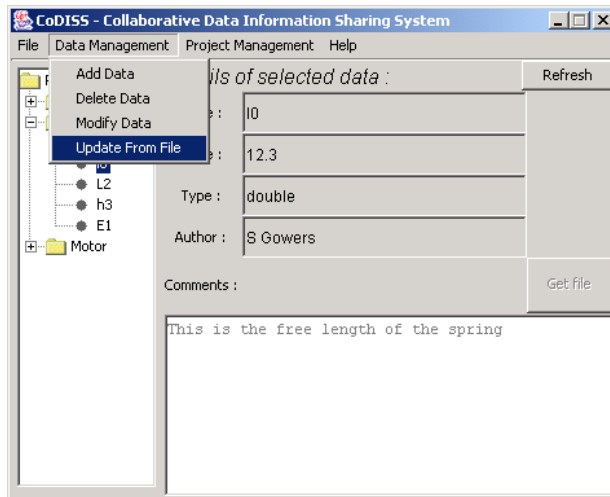 CoDISS - Collaborative Data Information Sharing System
File Data Management Project Management Help
Add Data
Delete Data
Modify Data
Update From File
ils of selected data :
Refresh
: l0
: 12.3
Type : double
Author : S Gowers
L2
h3
E1
Motor
Comments :
Get file
This is the free length of the spring